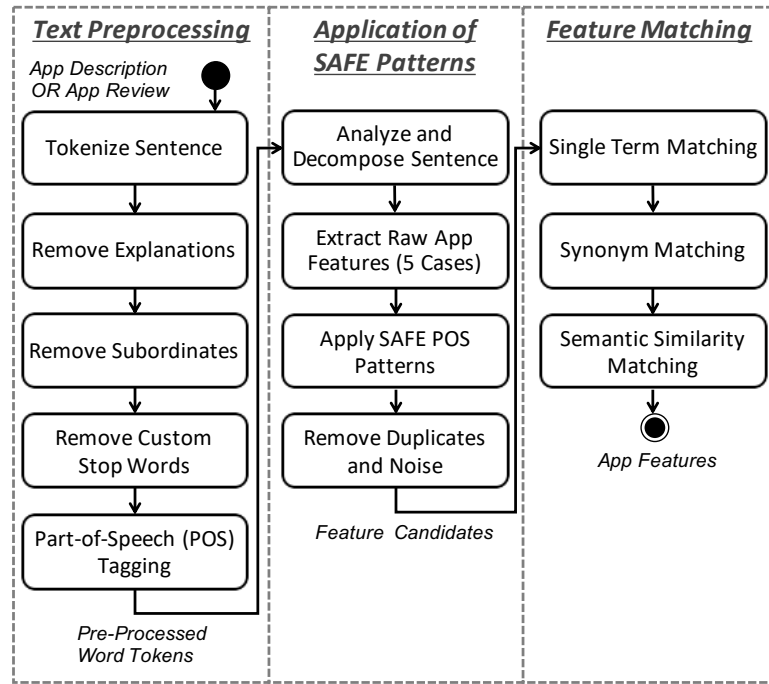 Text Preprocessing
App Description
OR App Review
Tokenize Sentence
Remove Explanations
Remove Subordinates
Remove Custom
Stop Words
Part-of-Speech (POS)
Tagging
Pre-Processed
Word Tokens
Application of
SAFE Patterns
Analyze and
Decompose Sentence
Extract Raw App
Features (5 Cases)
Apply SAFE POS
Patterns
Remove Duplicates
and Noise
Feature Candidates
Feature Matching
Single Term Matching
Synonym Matching
Semantic Similarity
Matching
App Features